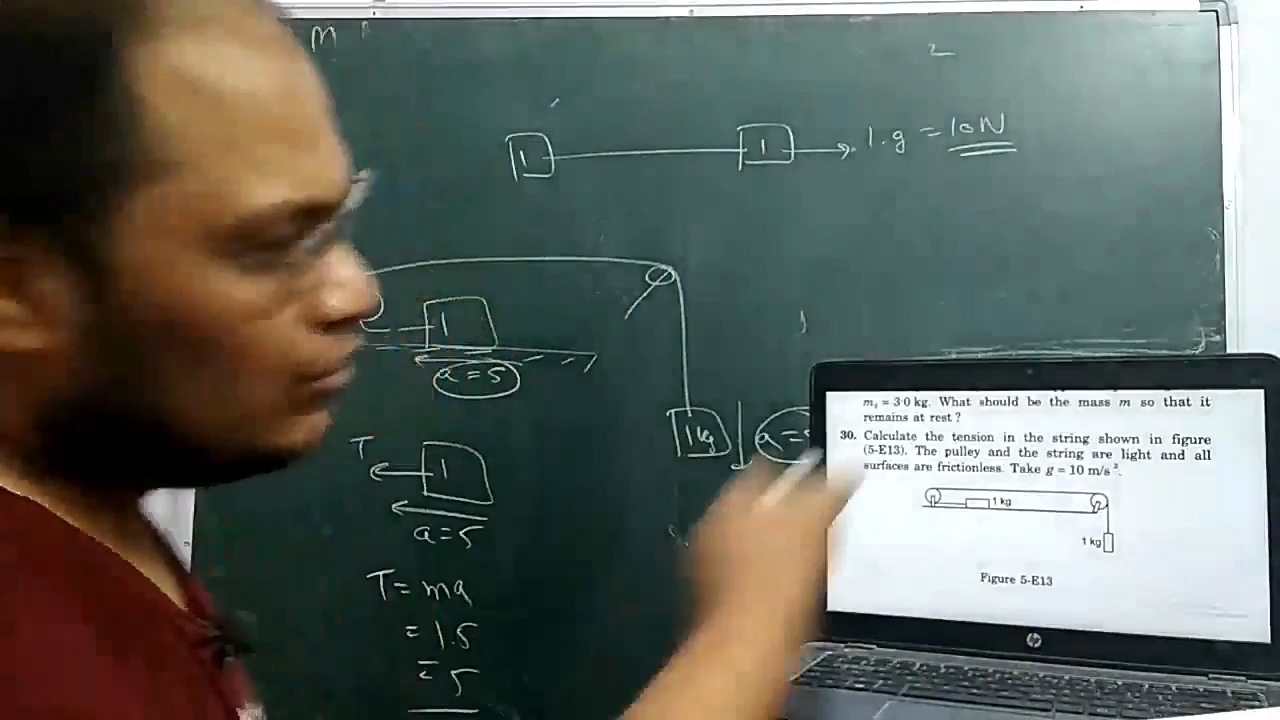 m
1
1
1.g = 10N
1
a = 5
1 kg
a =
T
1
a = 5
T = ma
= 1.5
= 5
m₁ = 3·0 kg. What should be the mass m so that it
remains at rest ?
30. Calculate the tension in the string shown in figure
(5-E13). The pulley and the string are light and all
surfaces are frictionless. Take g = 10 m/s².
1 kg
1 kg
Figure 5-E13
hp